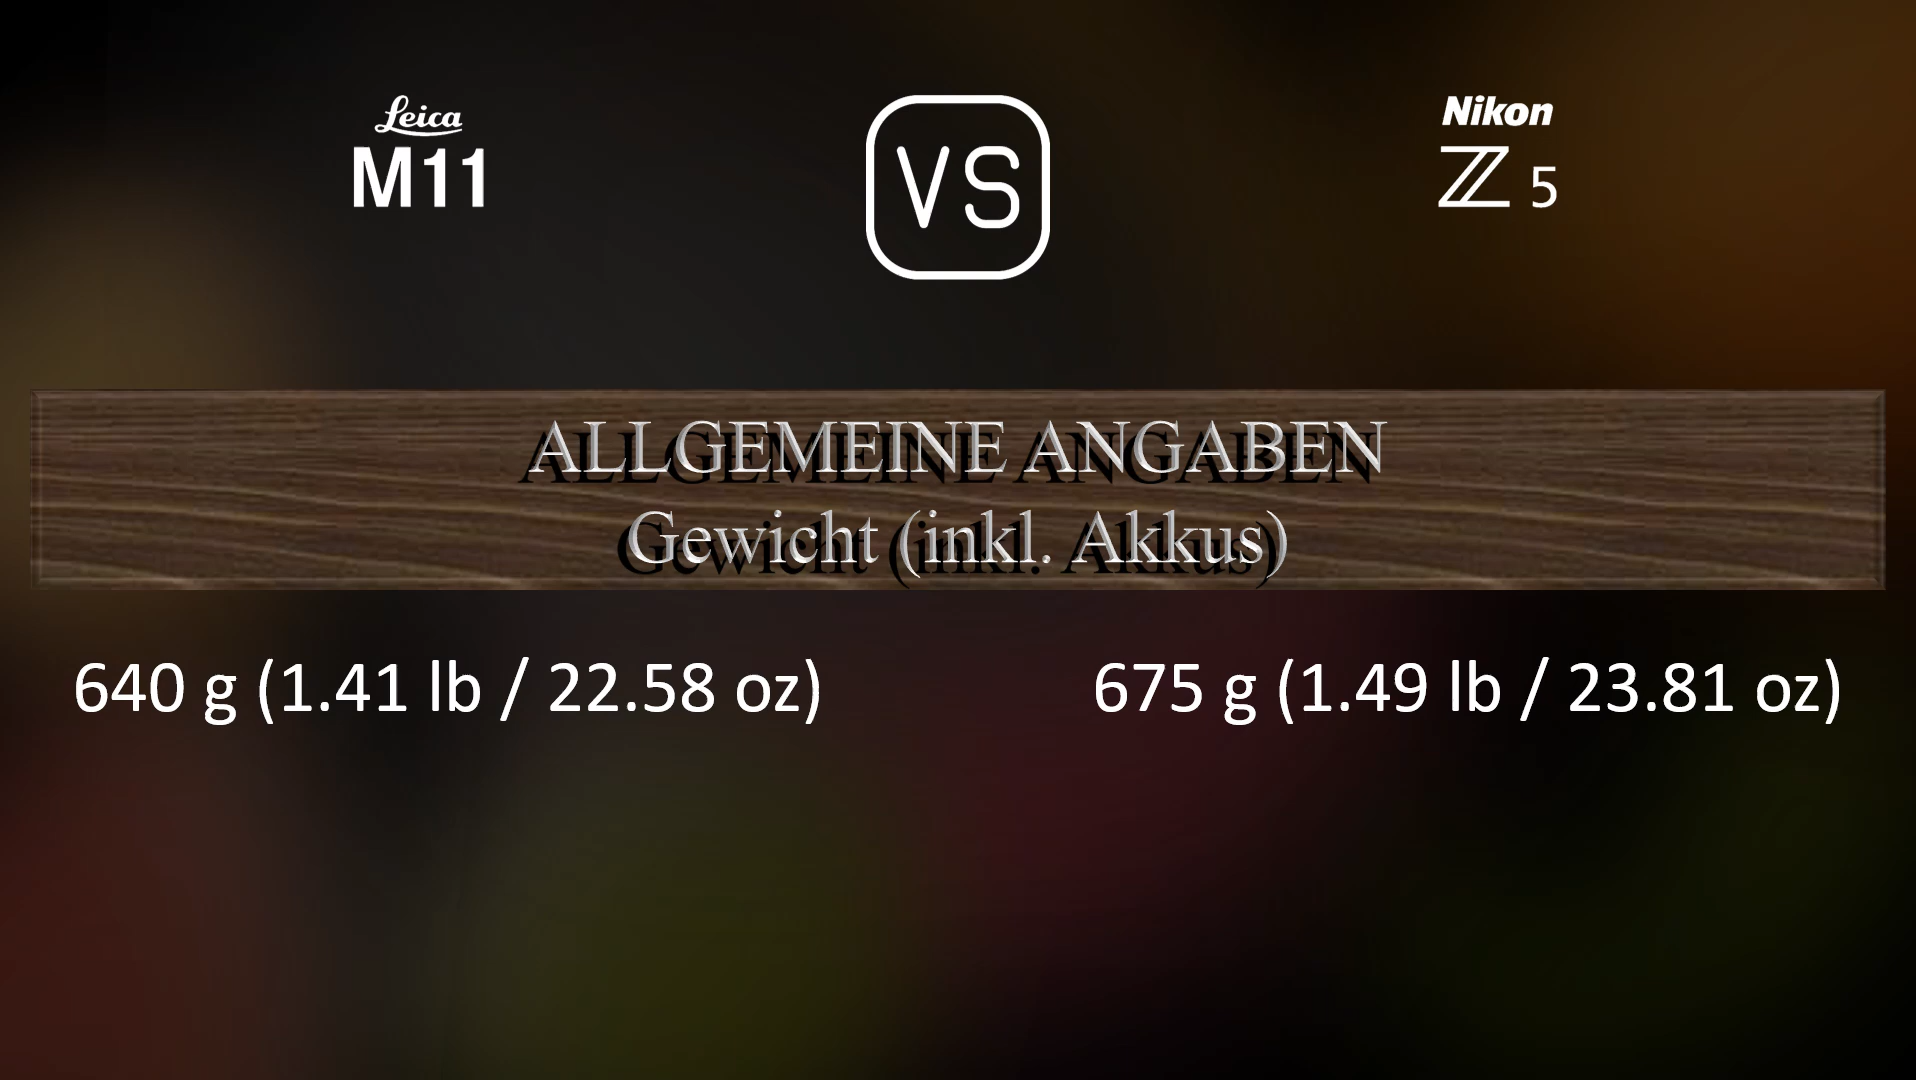 Leica
M11
VS
Nikon
Z 5
ALLGEMEINE ANGABEN
Gewicht (inkl. Akkus)
640 g (1.41 lb / 22.58 oz)
675 g (1.49 lb / 23.81 oz)